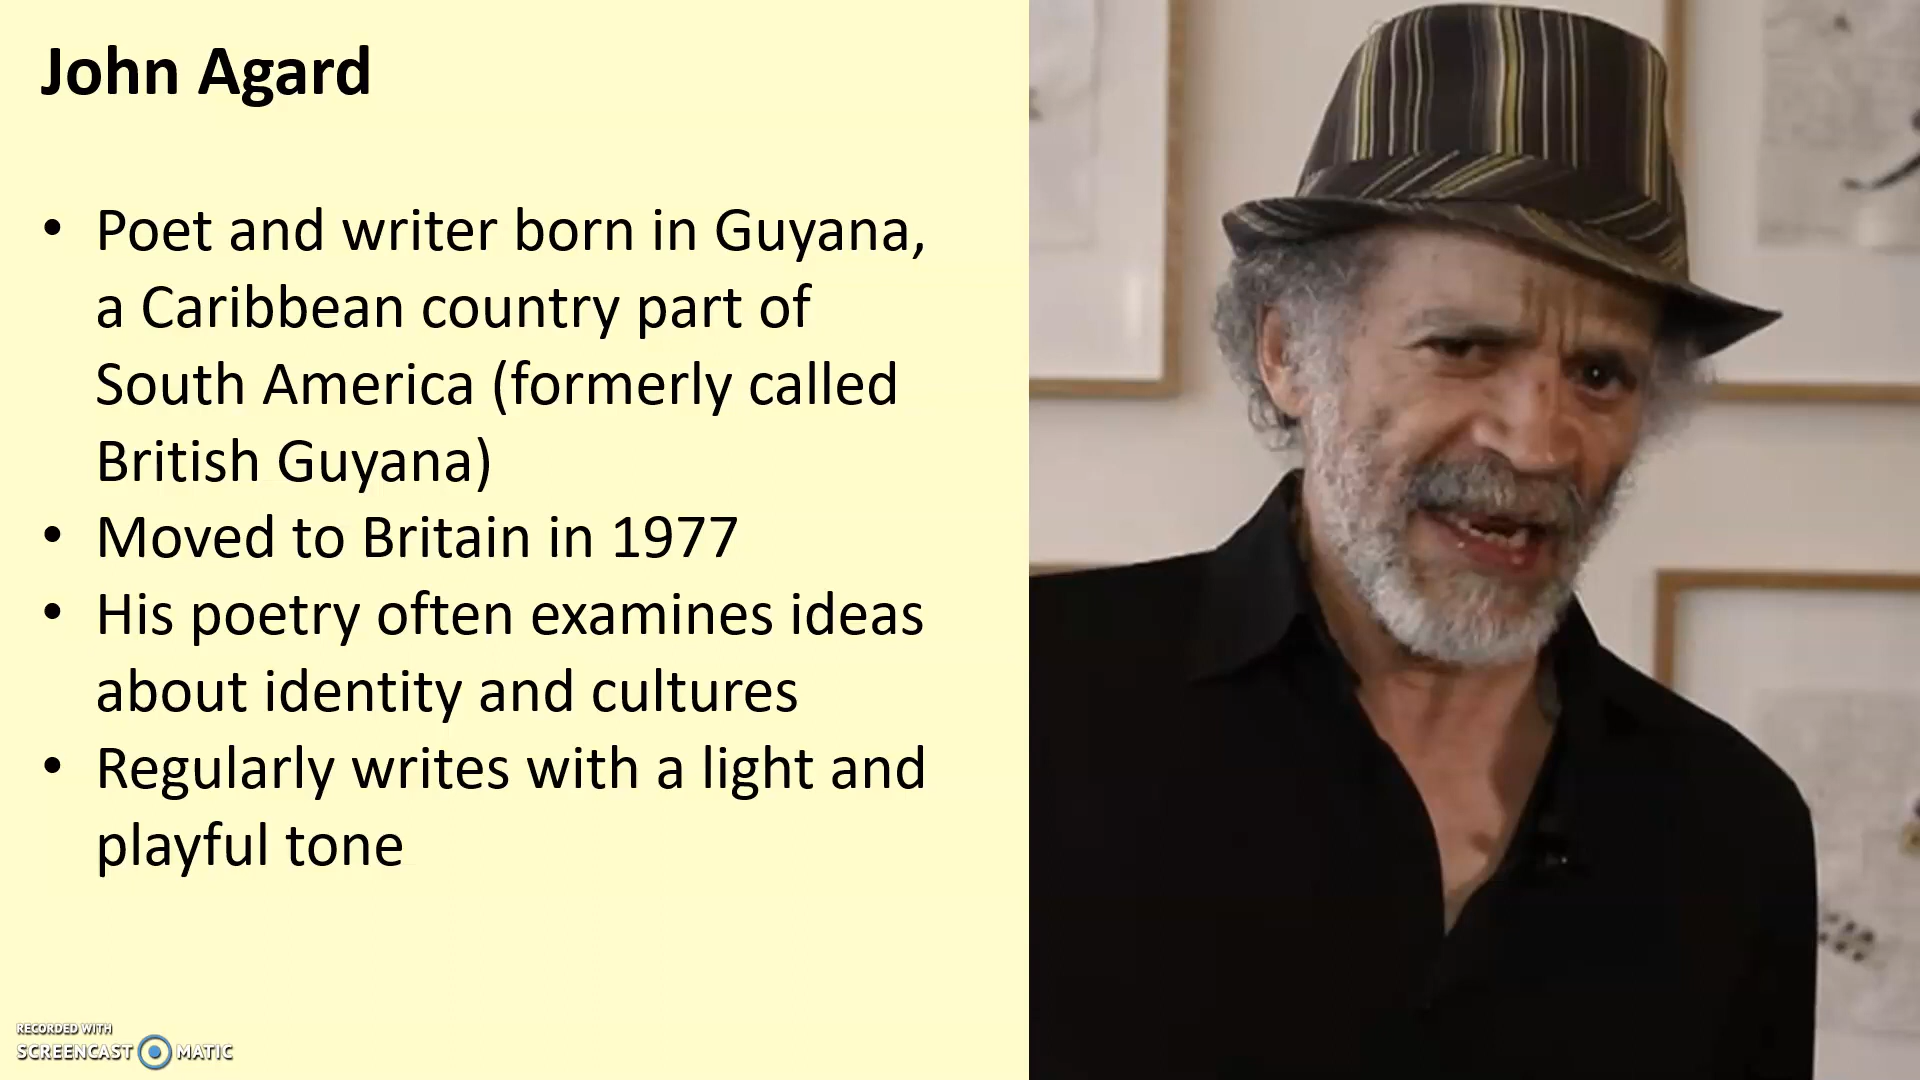 John Agard
• Poet and writer born in Guyana,
a Caribbean country part of
South America (formerly called
British Guyana)
• Moved to Britain in 1977
• His poetry often examines ideas
about identity and cultures
• Regularly writes with a light and
playful tone
RECORDED WITH
SCREENCAST MATIC